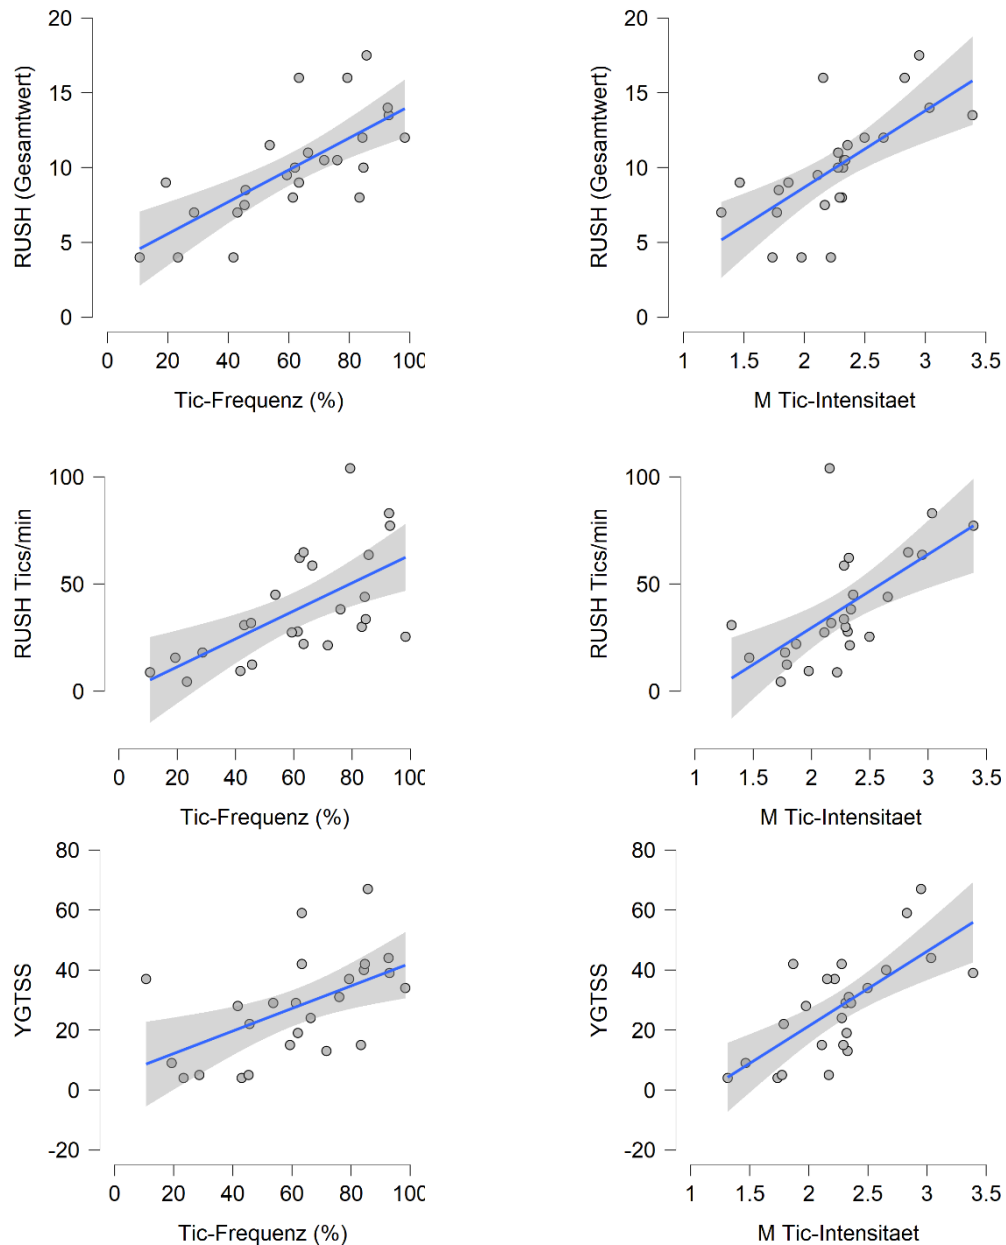 20
15
10
5
0
RUSH (Gesamtwert)
0 20 40 60 80 100
Tic-Frequenz (%)
20
15
10
5
0
RUSH (Gesamtwert)
1 1.5 2 2.5 3 3.5
M Tic-Intensitaet
100
50
0
RUSH Tics/min
0 20 40 60 80 100
Tic-Frequenz (%)
100
50
0
RUSH Tics/min
1 1.5 2 2.5 3 3.5
M Tic-Intensitaet
80
60
40
20
0
-20
YGTSS
0 20 40 60 80 100
Tic-Frequenz (%)
80
60
40
20
0
-20
YGTSS
1 1.5 2 2.5 3 3.5
M Tic-Intensitaet